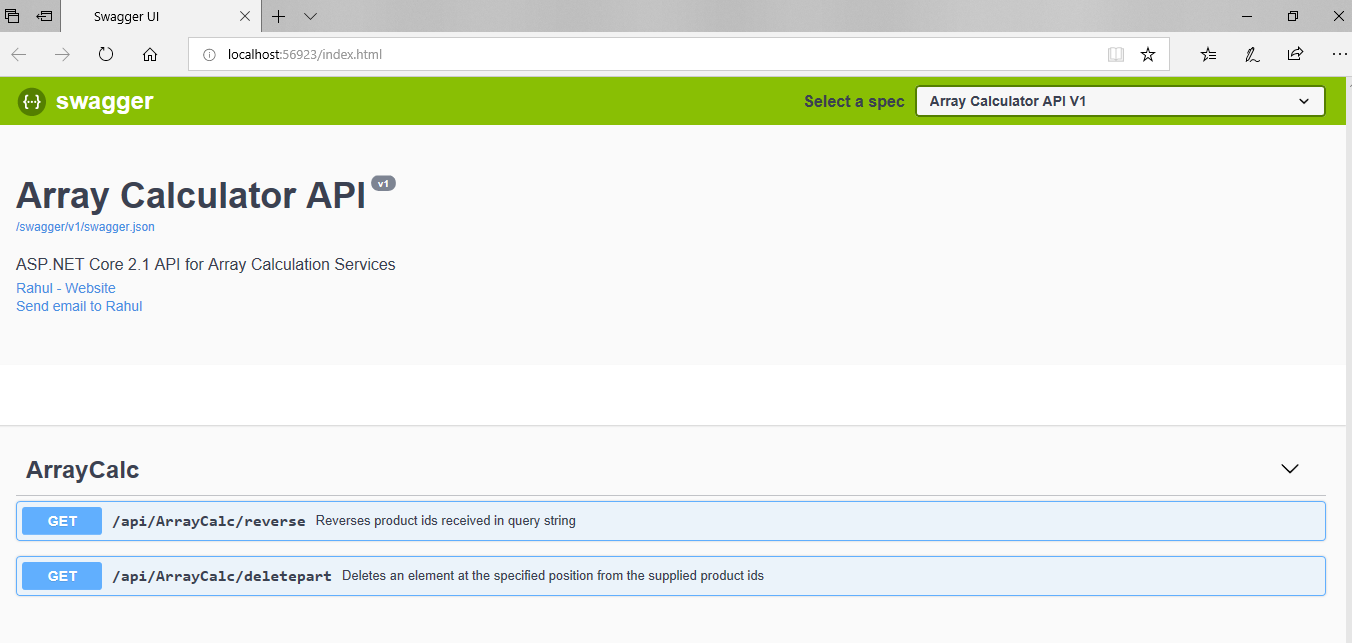 Swagger UI
localhost:56923/index.html
{··} swagger
Select a spec
Array Calculator API V1
Array Calculator API v1
/swagger/v1/swagger.json
ASP.NET Core 2.1 API for Array Calculation Services
Rahul - Website
Send email to Rahul
ArrayCalc
GET /api/ArrayCalc/reverse Reverses product ids received in query string
GET /api/ArrayCalc/deletepart Deletes an element at the specified position from the supplied product ids